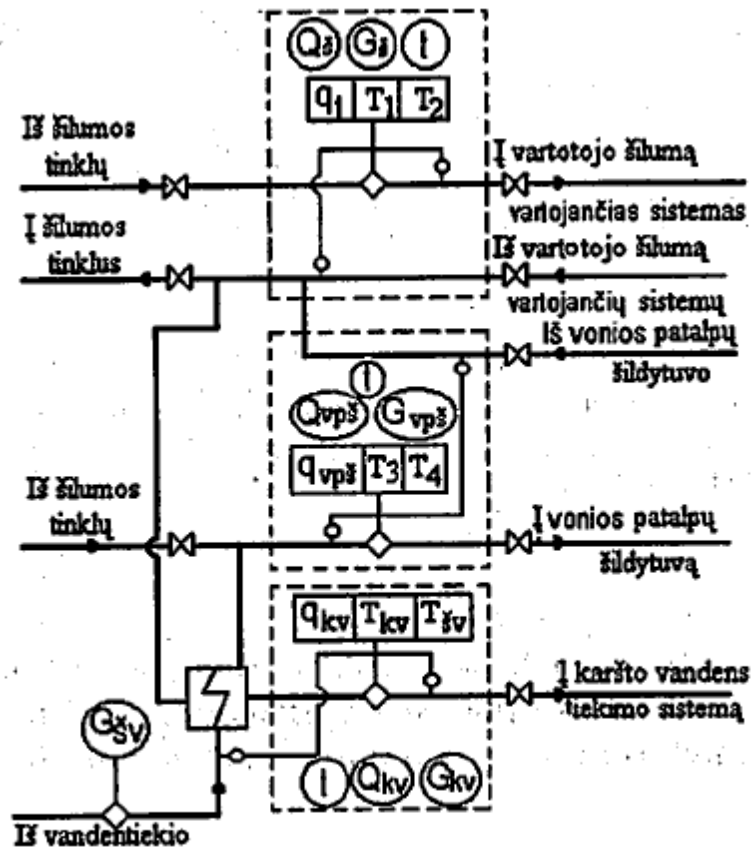 Qš Gš I
q1 T1 T2
Iš šilumos
tinklų
Į vartotojo šilumą
vartojančias sistemas
Į šilumos
tinklus
Iš vartotojo šilumą
vartojančių sistemų
Iš vonios patalpų
šildytuvo
I
Qvpš Gvpš
qvpš T3 T4
Iš šilumos
tinklų
Į vonios patalpų
šildytuvą
qkv Tkv Tšv
Į karšto vandens
tiekimo sistemą
Gšv
I Qkv Gkv
Iš vandentiekio